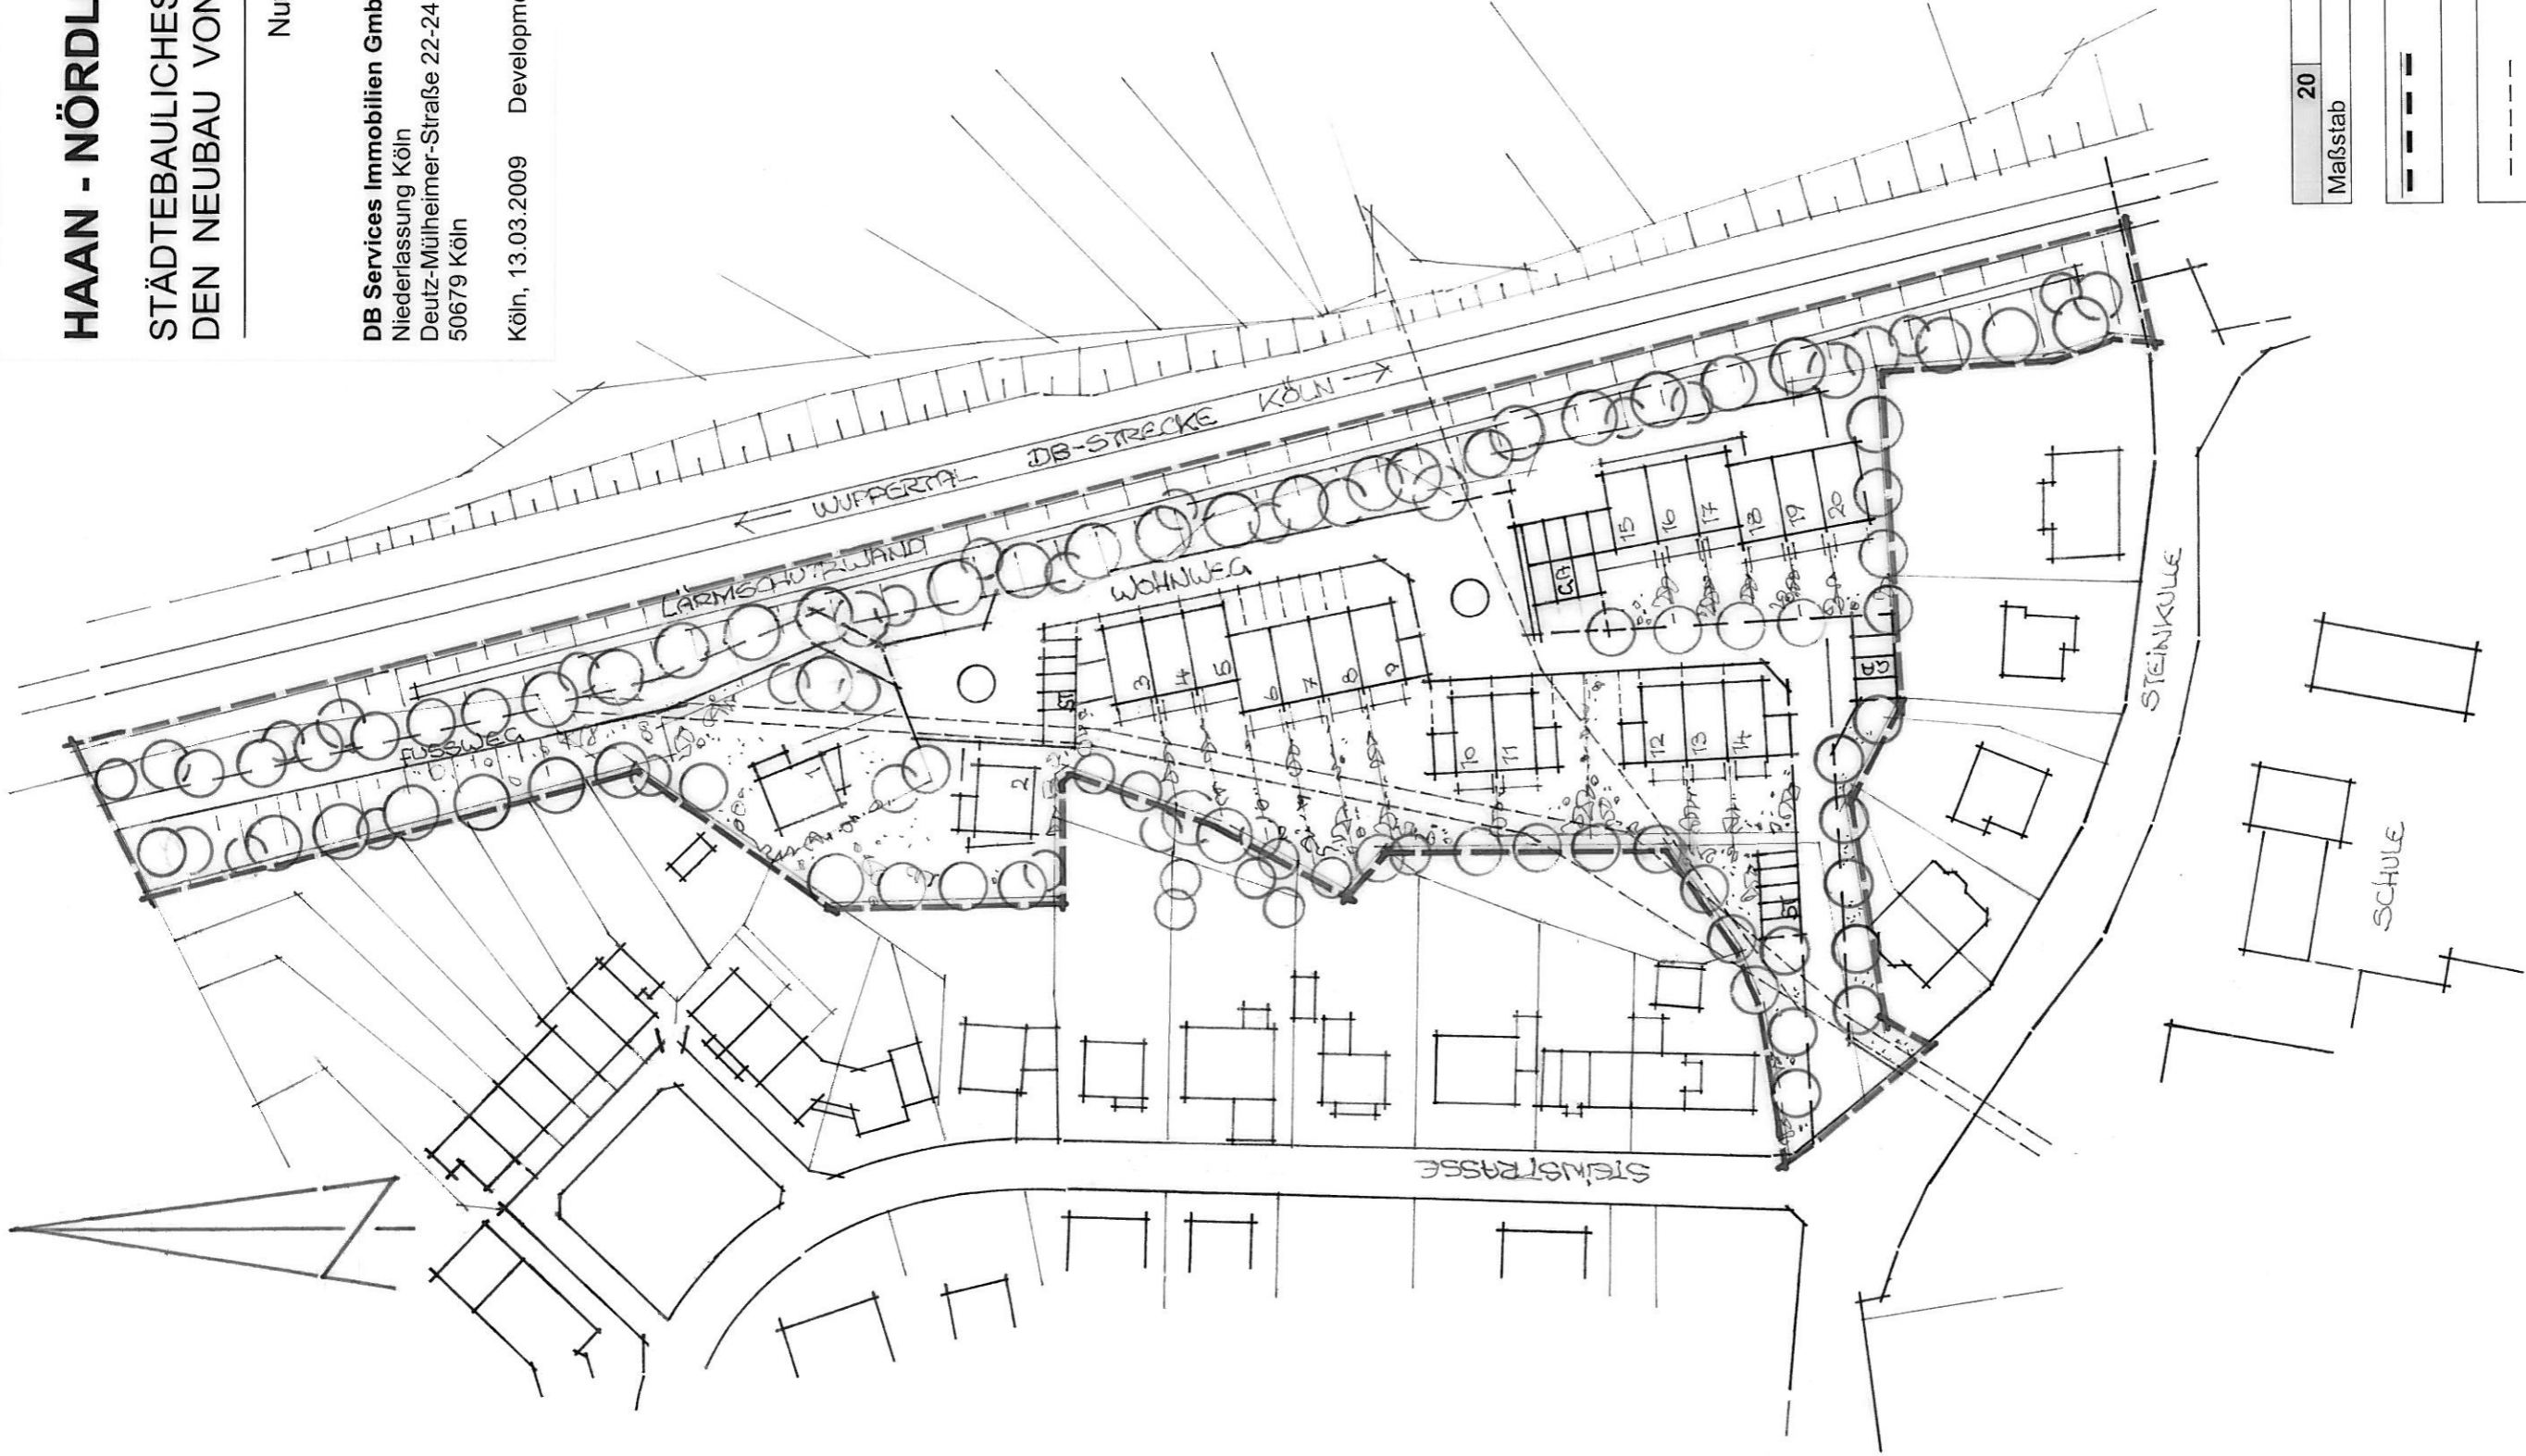 HAAN - NÖRDL
STÄDTEBAULICHES
DEN NEUBAU VON
Nu
DB Services Immobilien Gmb
Niederlassung Köln
Deutz-Mülheimer-Straße 22-24
50679 Köln
Köln, 13.03.2009 Developme
20
Maßstab
← WUPPERTAL DB-STRECKE KÖLN →
LÄRMSCHUTZWAND
FUSSWEG
WOHNWEG
1
2
ST
3
4
5
6
7
8
9
10
11
12
13
14
GA
15
16
17
18
19
20
GA
ST
STEINSTRASSE
STEINKULLE
SCHULE